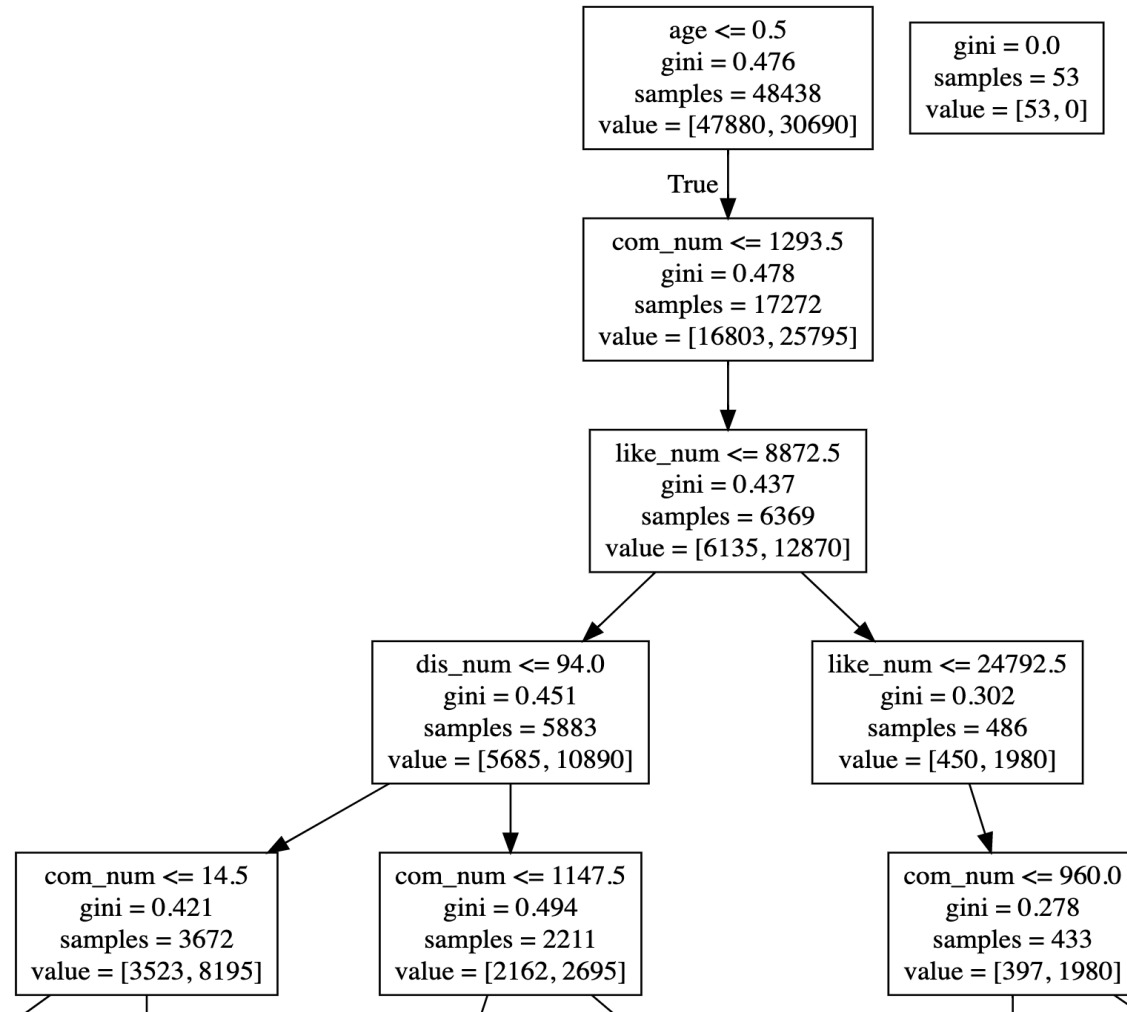 age <= 0.5
gini = 0.476
samples = 48438
value = [47880, 30690]
gini = 0.0
samples = 53
value = [53, 0]
True
com_num <= 1293.5
gini = 0.478
samples = 17272
value = [16803, 25795]
like_num <= 8872.5
gini = 0.437
samples = 6369
value = [6135, 12870]
dis_num <= 94.0
gini = 0.451
samples = 5883
value = [5685, 10890]
like_num <= 24792.5
gini = 0.302
samples = 486
value = [450, 1980]
com_num <= 14.5
gini = 0.421
samples = 3672
value = [3523, 8195]
com_num <= 1147.5
gini = 0.494
samples = 2211
value = [2162, 2695]
com_num <= 960.0
gini = 0.278
samples = 433
value = [397, 1980]